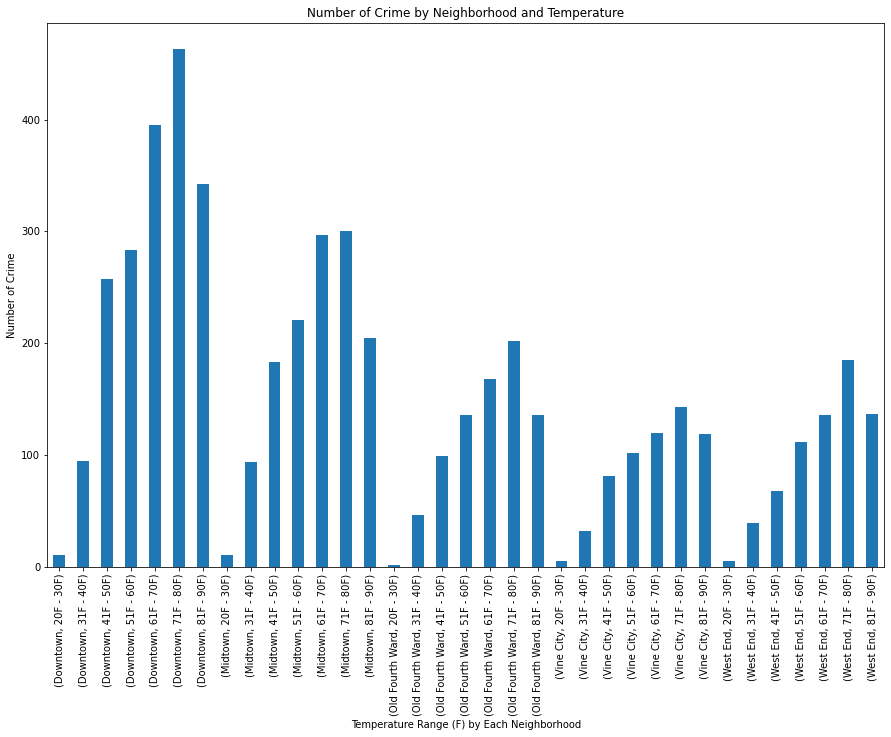 Number of Crime by Neighborhood and Temperature
Number of Crime
400
300
200
100
0
(Downtown, 20F - 30F)
(Downtown, 31F - 40F)
(Downtown, 41F - 50F)
(Downtown, 51F - 60F)
(Downtown, 61F - 70F)
(Downtown, 71F - 80F)
(Downtown, 81F - 90F)
(Midtown, 20F - 30F)
(Midtown, 31F - 40F)
(Midtown, 41F - 50F)
(Midtown, 51F - 60F)
(Midtown, 61F - 70F)
(Midtown, 71F - 80F)
(Midtown, 81F - 90F)
(Old Fourth Ward, 20F - 30F)
(Old Fourth Ward, 31F - 40F)
(Old Fourth Ward, 41F - 50F)
(Old Fourth Ward, 51F - 60F)
(Old Fourth Ward, 61F - 70F)
(Old Fourth Ward, 71F - 80F)
(Old Fourth Ward, 81F - 90F)
(Vine City, 20F - 30F)
(Vine City, 31F - 40F)
(Vine City, 41F - 50F)
(Vine City, 51F - 60F)
(Vine City, 61F - 70F)
(Vine City, 71F - 80F)
(Vine City, 81F - 90F)
(West End, 20F - 30F)
(West End, 31F - 40F)
(West End, 41F - 50F)
(West End, 51F - 60F)
(West End, 61F - 70F)
(West End, 71F - 80F)
(West End, 81F - 90F)
Temperature Range (F) by Each Neighborhood